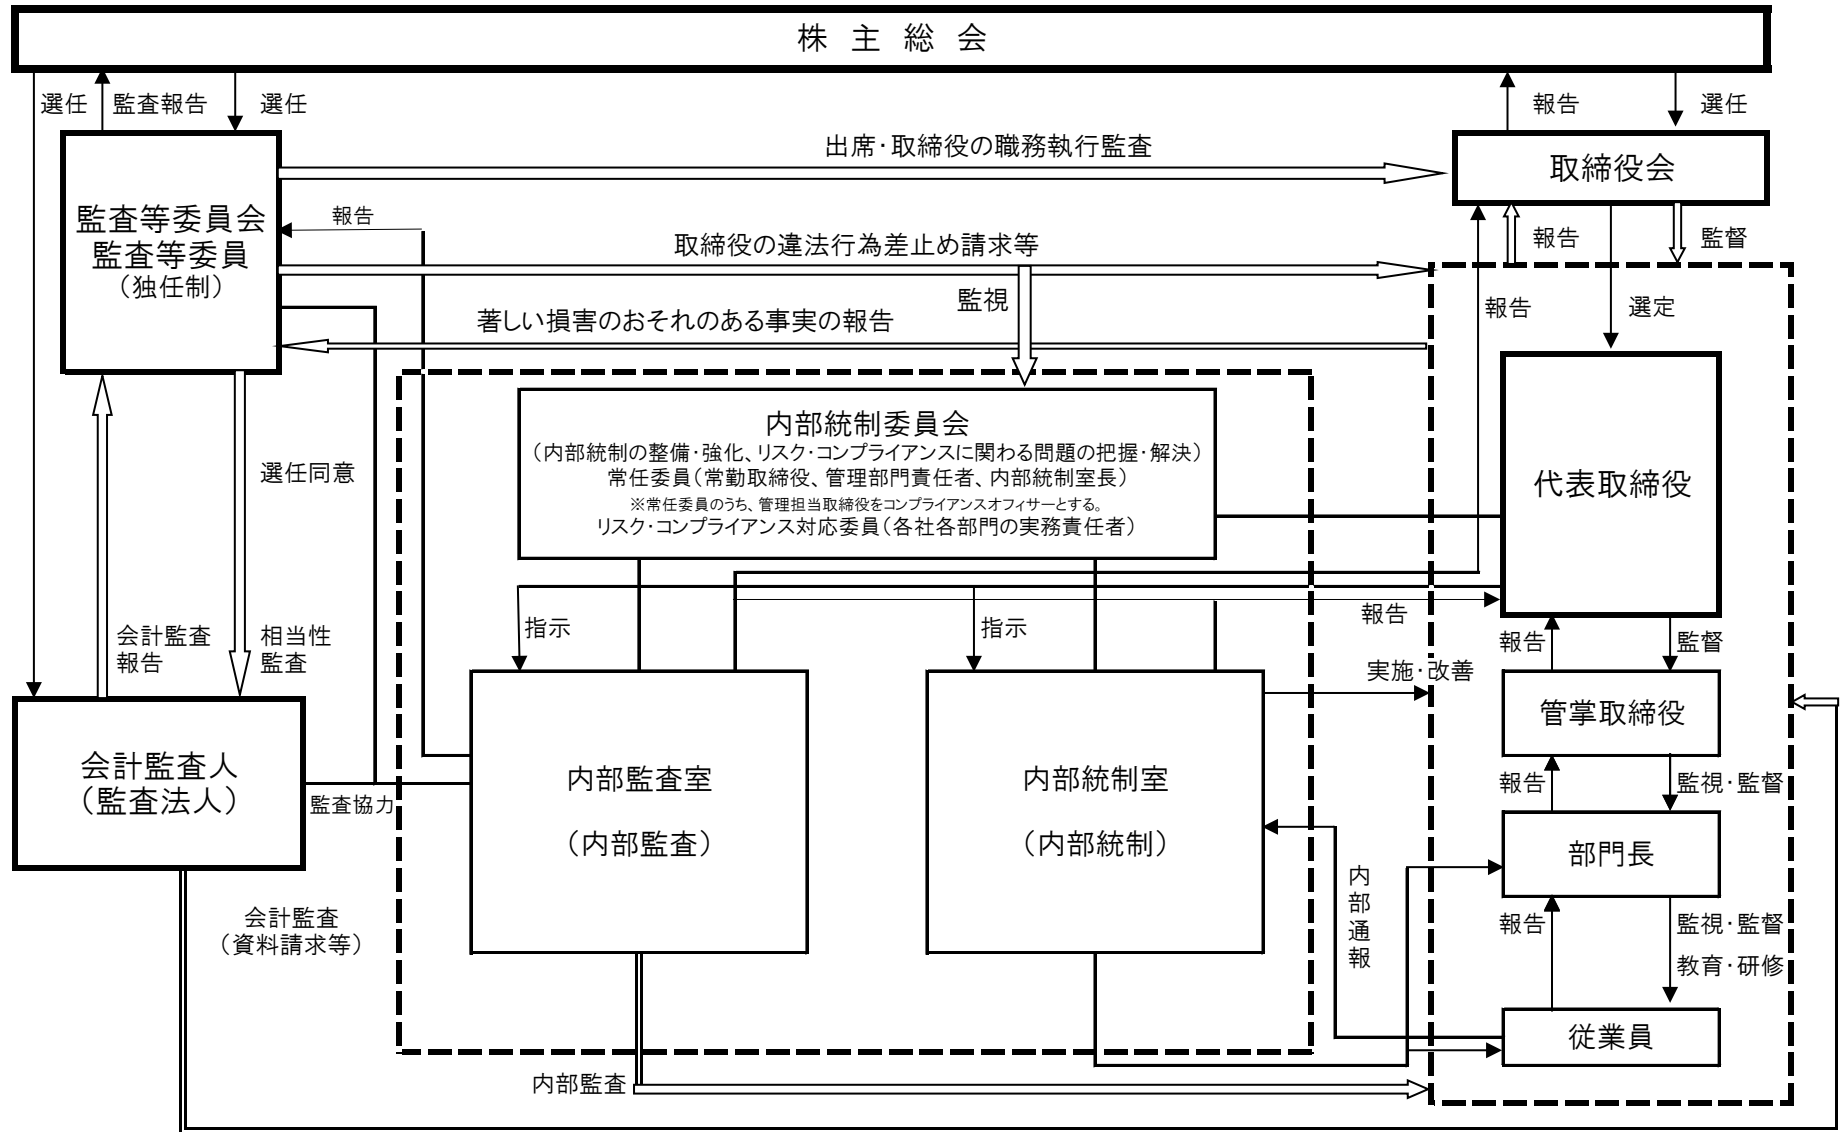 株 主 総 会
選任
監査報告
選任
報告
選任
出席・取締役の職務執行監査
取締役会
監査等委員会
監査等委員
（独任制）
報告
取締役の違法行為差止め請求等
報告
監督
監視
報告
選定
著しい損害のおそれのある事実の報告
内部統制委員会
（内部統制の整備・強化、リスク・コンプライアンスに関わる問題の把握・解決）
常任委員（常勤取締役、管理部門責任者、内部統制室長）
※常任委員のうち、管理担当取締役をコンプライアンスオフィサーとする。
リスク・コンプライアンス対応委員（各社各部門の実務責任者）
代表取締役
選任同意
会計監査
報告
相当性
監査
指示
指示
報告
報告
監督
実施・改善
管掌取締役
会計監査人
（監査法人）
監査協力
内部監査室
（内部監査）
内部統制室
（内部統制）
報告
監視・監督
部門長
内
部
通
報
会計監査
（資料請求等）
報告
監視・監督
教育・研修
従業員
内部監査